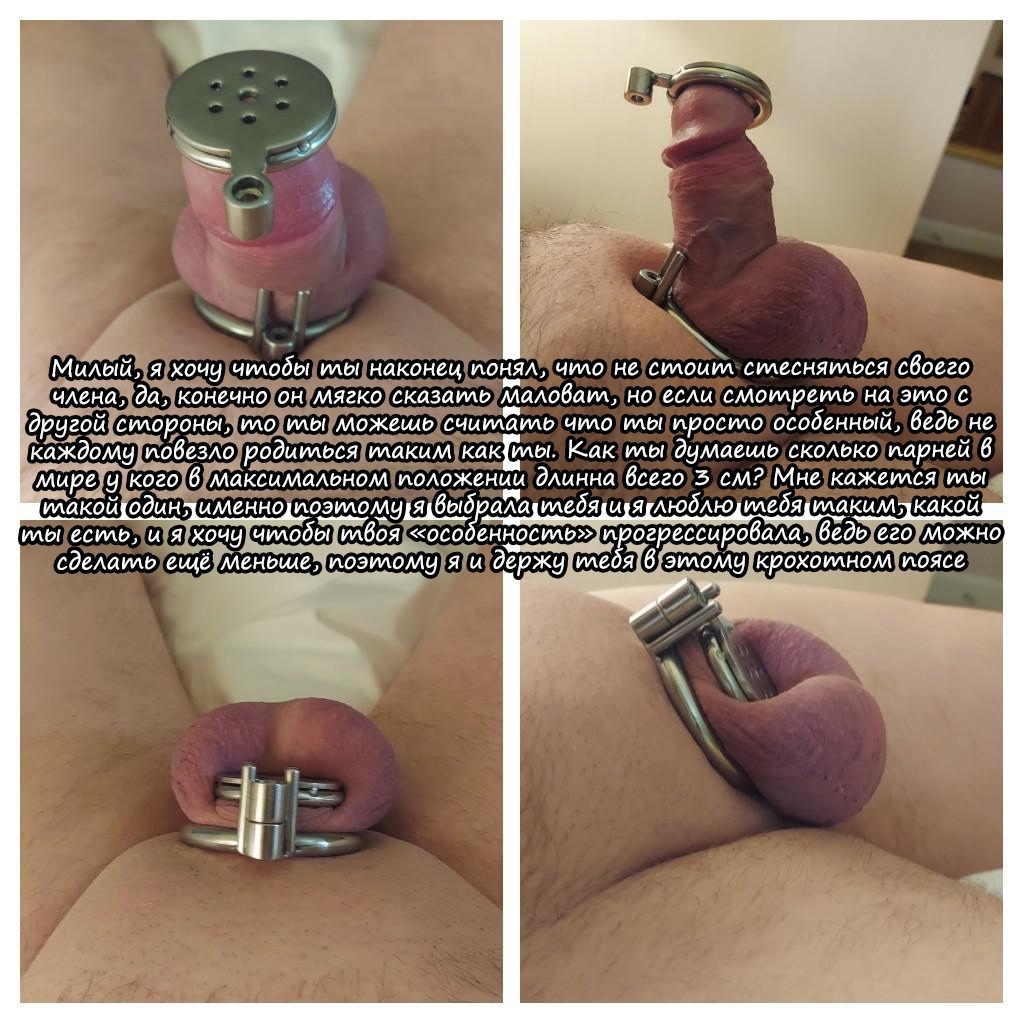 Милый, я хочу чтобы ты наконец понял, что не стоит стесняться своего
члена, да, конечно он мягко сказать маловат, но если смотреть на это с
другой стороны, то ты можешь считать что ты просто особенный, ведь не
каждому повезло родиться таким как ты. Как ты думаешь сколько парней в
мире у кого в максимальном положении длинна всего 3 см? Мне кажется ты
такой один, именно поэтому я выбрала тебя и я люблю тебя таким, какой
ты есть, и я хочу чтобы твоя «особенность» прогрессировала, ведь его можно
сделать ещё меньше, поэтому я и держу тебя в этому крохотном поясе